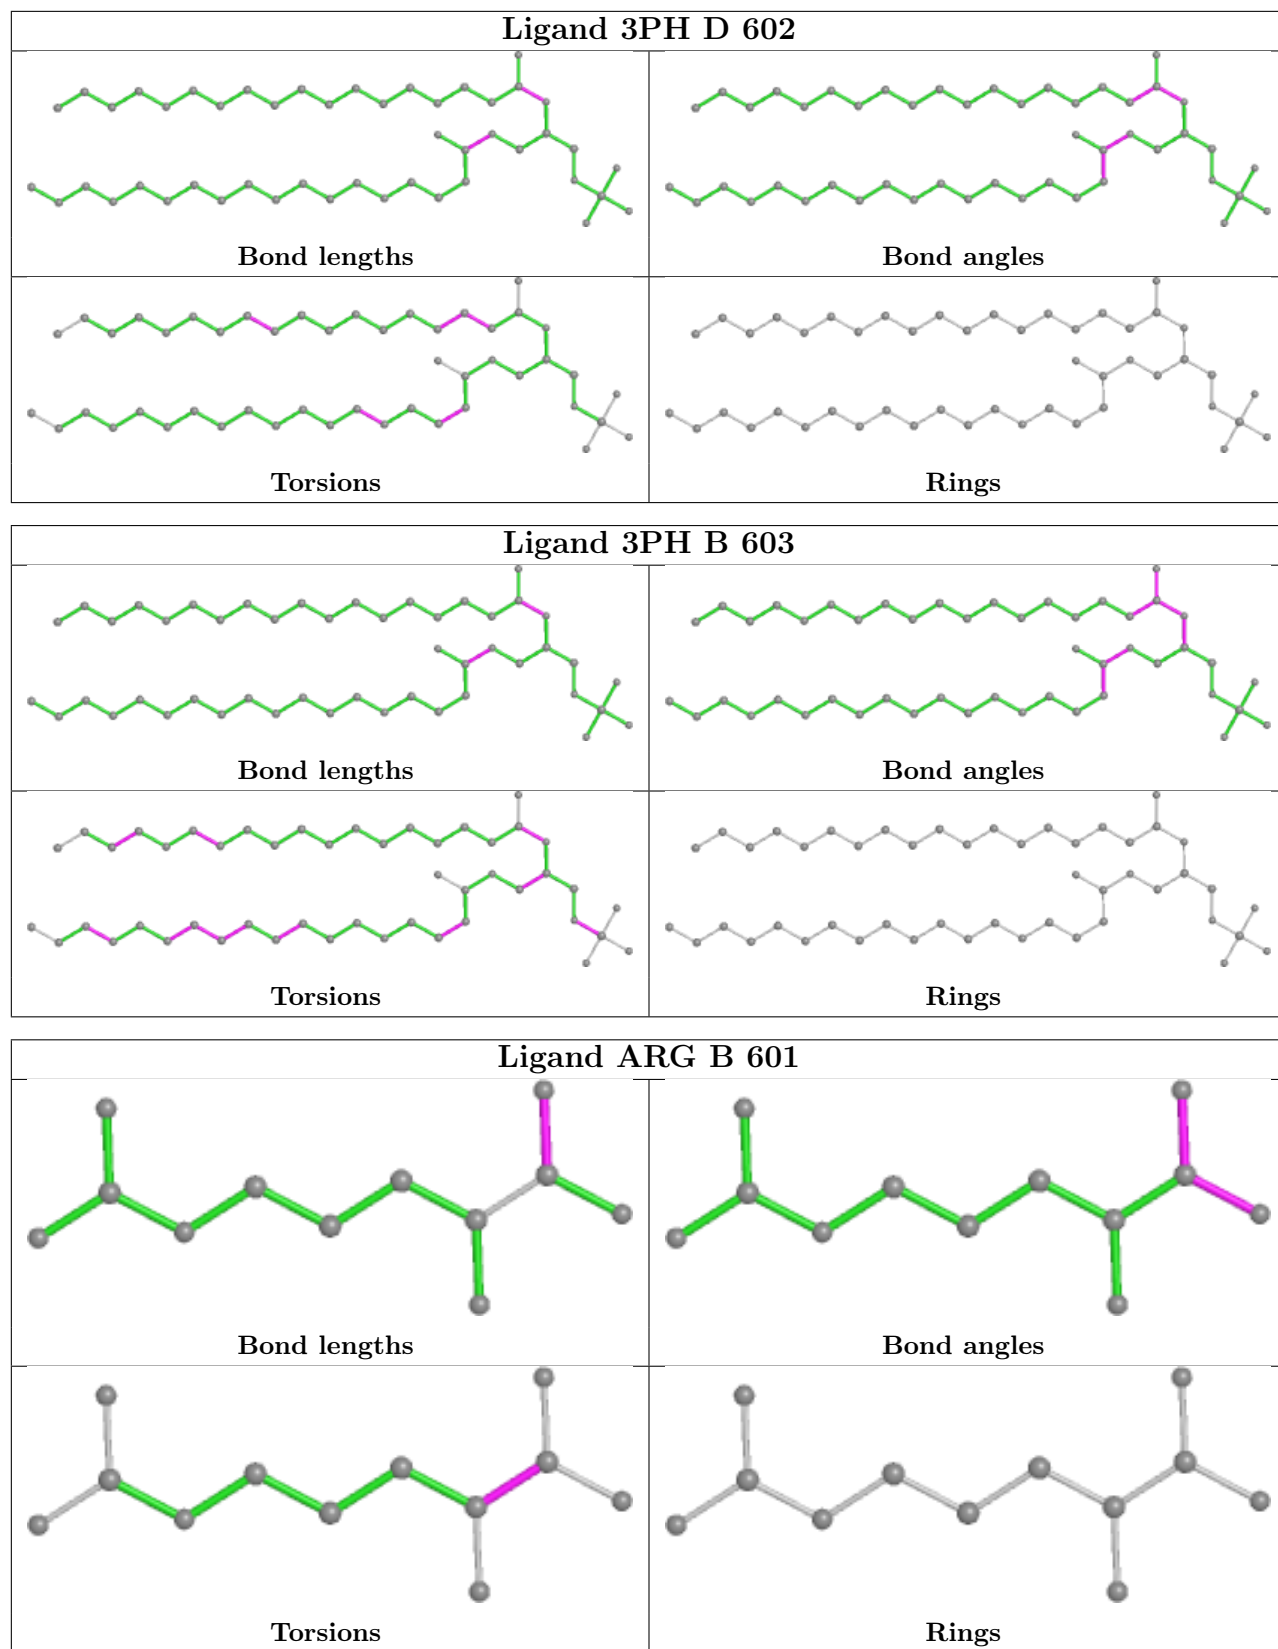 Ligand 3PH D 602
Bond lengths
Bond angles
Torsions
Rings
Ligand 3PH B 603
Bond lengths
Bond angles
Torsions
Rings
Ligand ARG B 601
Bond lengths
Bond angles
Torsions
Rings